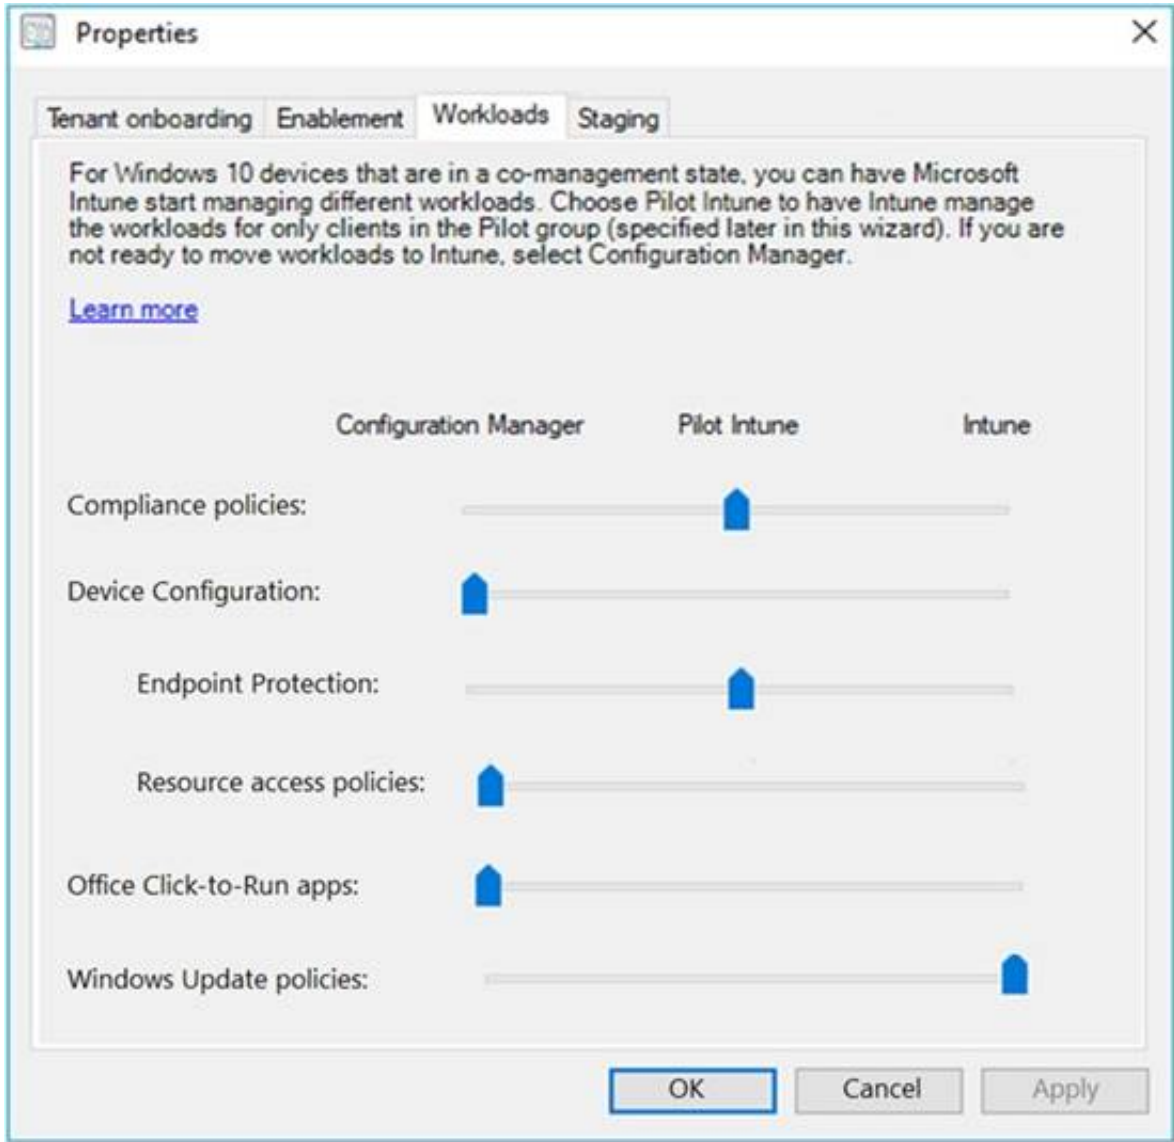 Properties
Tenant onboarding Enablement Workloads Staging
For Windows 10 devices that are in a co-management state, you can have Microsoft
Intune start managing different workloads. Choose Pilot Intune to have Intune manage
the workloads for only clients in the Pilot group (specified later in this wizard). If you are
not ready to move workloads to Intune, select Configuration Manager.
Learn more
Configuration Manager Pilot Intune Intune
Compliance policies:
Device Configuration:
Endpoint Protection:
Resource access policies:
Office Click-to-Run apps:
Windows Update policies:
OK Cancel Apply